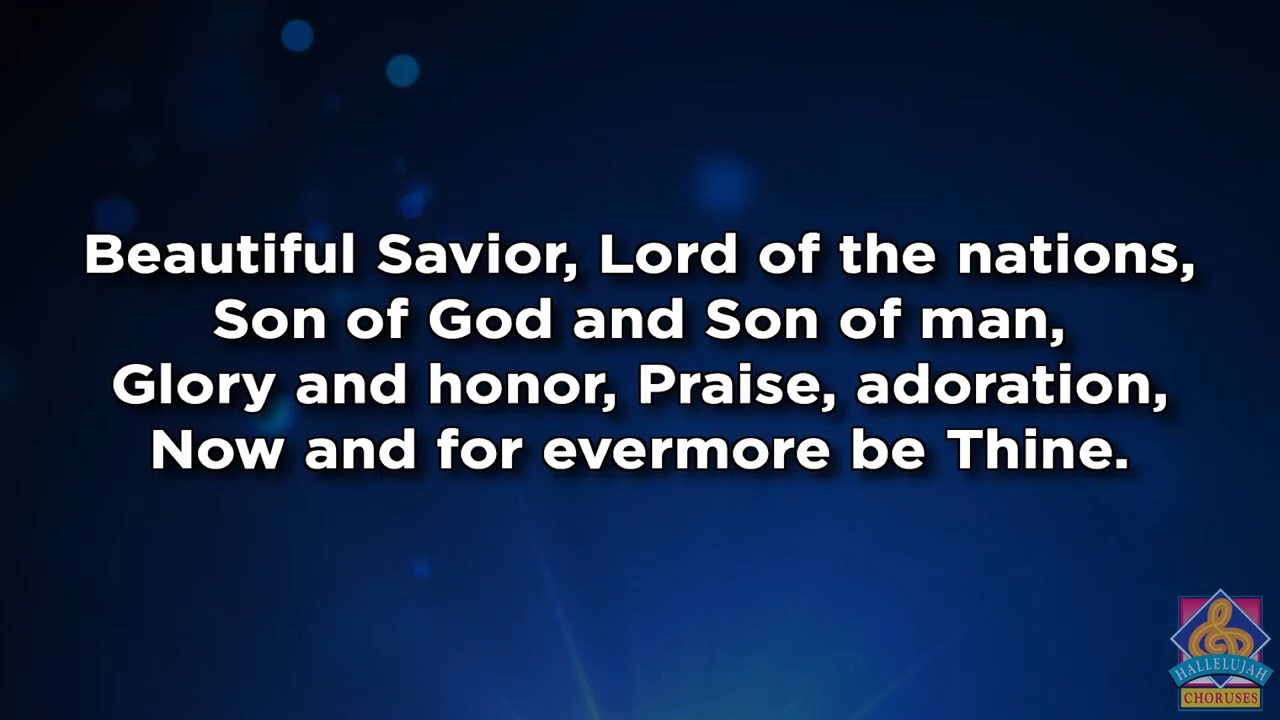 Beautiful Savior, Lord of the nations,
Son of God and Son of man,
Glory and honor, Praise, adoration,
Now and for evermore be Thine.
HALLELUJAH
CHORUSES